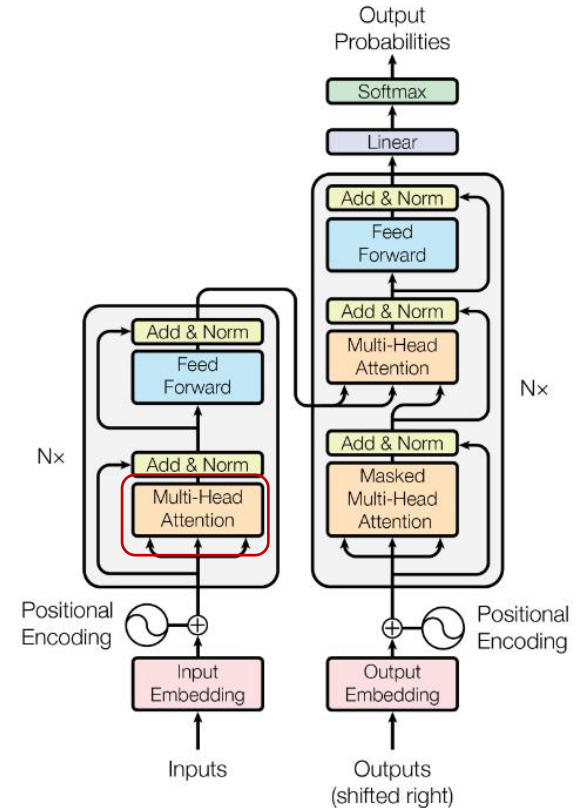 Output
Probabilities
Softmax
Linear
Add & Norm
Feed
Forward
Add & Norm
Multi-Head
Attention
Add & Norm
Masked
Multi-Head
Attention
N×
Positional
Encoding
Output
Embedding
Outputs
(shifted right)
Add & Norm
Feed
Forward
Add & Norm
Multi-Head
Attention
N×
Positional
Encoding
Input
Embedding
Inputs